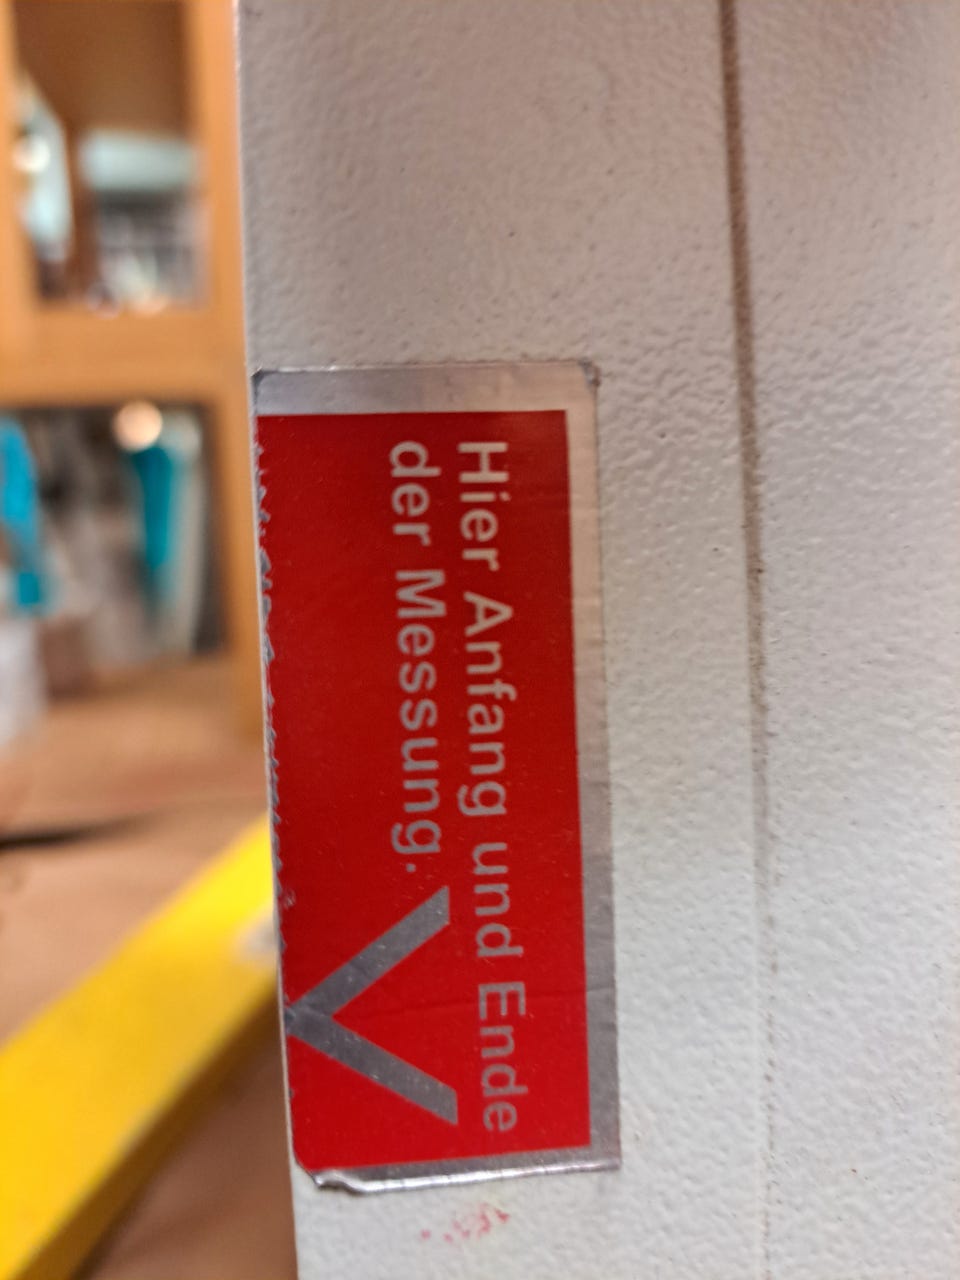 Hier Anfang und Ende
der Messung.